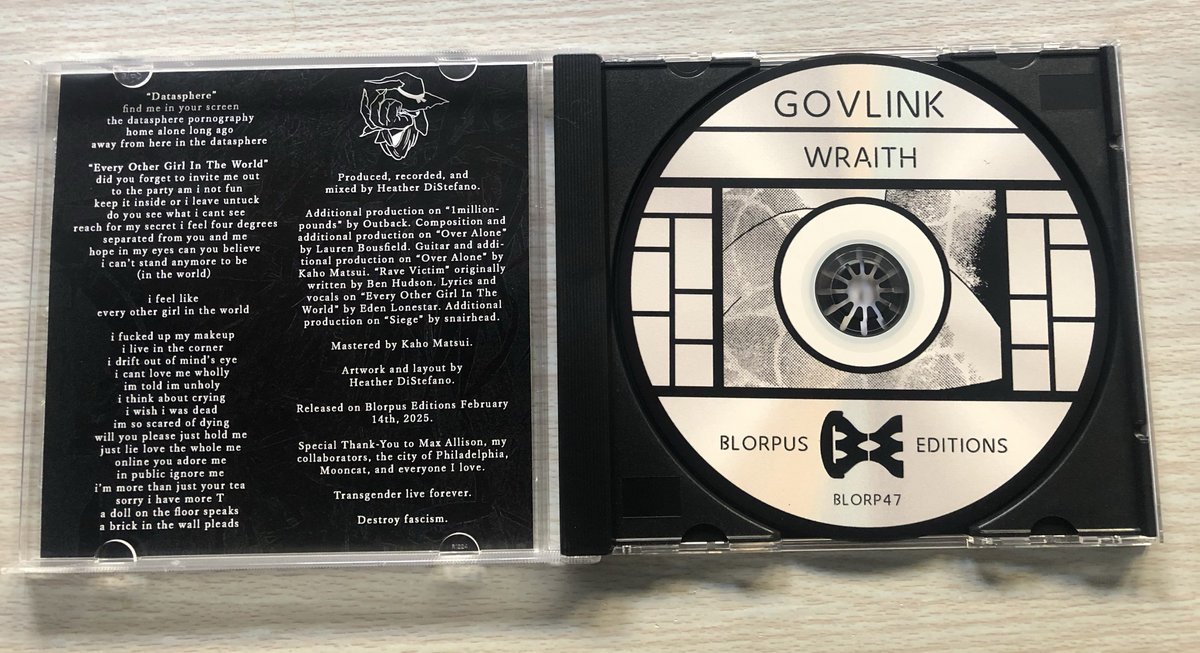 “Datasphere”
find me in your screen
the datasphere pornography
home alone long ago
away from here in the datasphere
“Every Other Girl In The World”
did you forget to invite me out
to the party am i not fun
keep it inside or i leave untuck
do you see what i cant see
reach for my secret i feel four degrees
separated from you and me
hope in my eyes can you believe
i can’t stand anymore to be
(in the world)
i feel like
every other girl in the world
i fucked up my makeup
i live in the corner
i drift out of mind’s eye
i cant love me wholly
im told im unholy
i think about crying
i wish i was dead
im so scared of dying
will you please just hold me
just lie love the whole me
online you adore me
in public ignore me
i’m more than just your tea
sorry i have more T
a doll on the floor speaks
a brick in the wall pleads
Produced, recorded, and
mixed by Heather DiStefano.
Additional production on “1million-
pounds” by Outback. Composition and
additional production on “Over Alone”
by Lauren Bousfield. Guitar and addi-
tional production on “Over Alone” by
Kaho Matsui. “Rave Victim” originally
written by Ben Hudson. Lyrics and
vocals on “Every Other Girl In The
World” by Eden Lonestar. Additional
production on “Siege” by snairhead.
Mastered by Kaho Matsui.
Artwork and layout by
Heather DiStefano.
Released on Blorpus Editions February
14th, 2025.
Special Thank-You to Max Allison, my
collaborators, the city of Philadelphia,
Mooncat, and everyone I love.
Transgender live forever.
Destroy fascism.
GOVLINK
WRAITH
BLORPUS EDITIONS
BLORP47